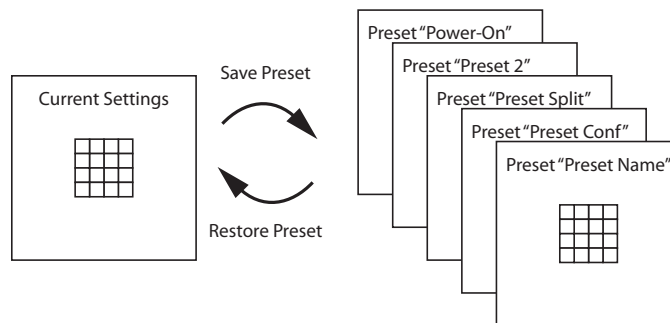 Preset “Power-On”
Preset “Preset 2”
Save Preset
Current Settings
Preset “Preset Split”
Preset “Preset Conf”
Preset “Preset Name”
Restore Preset